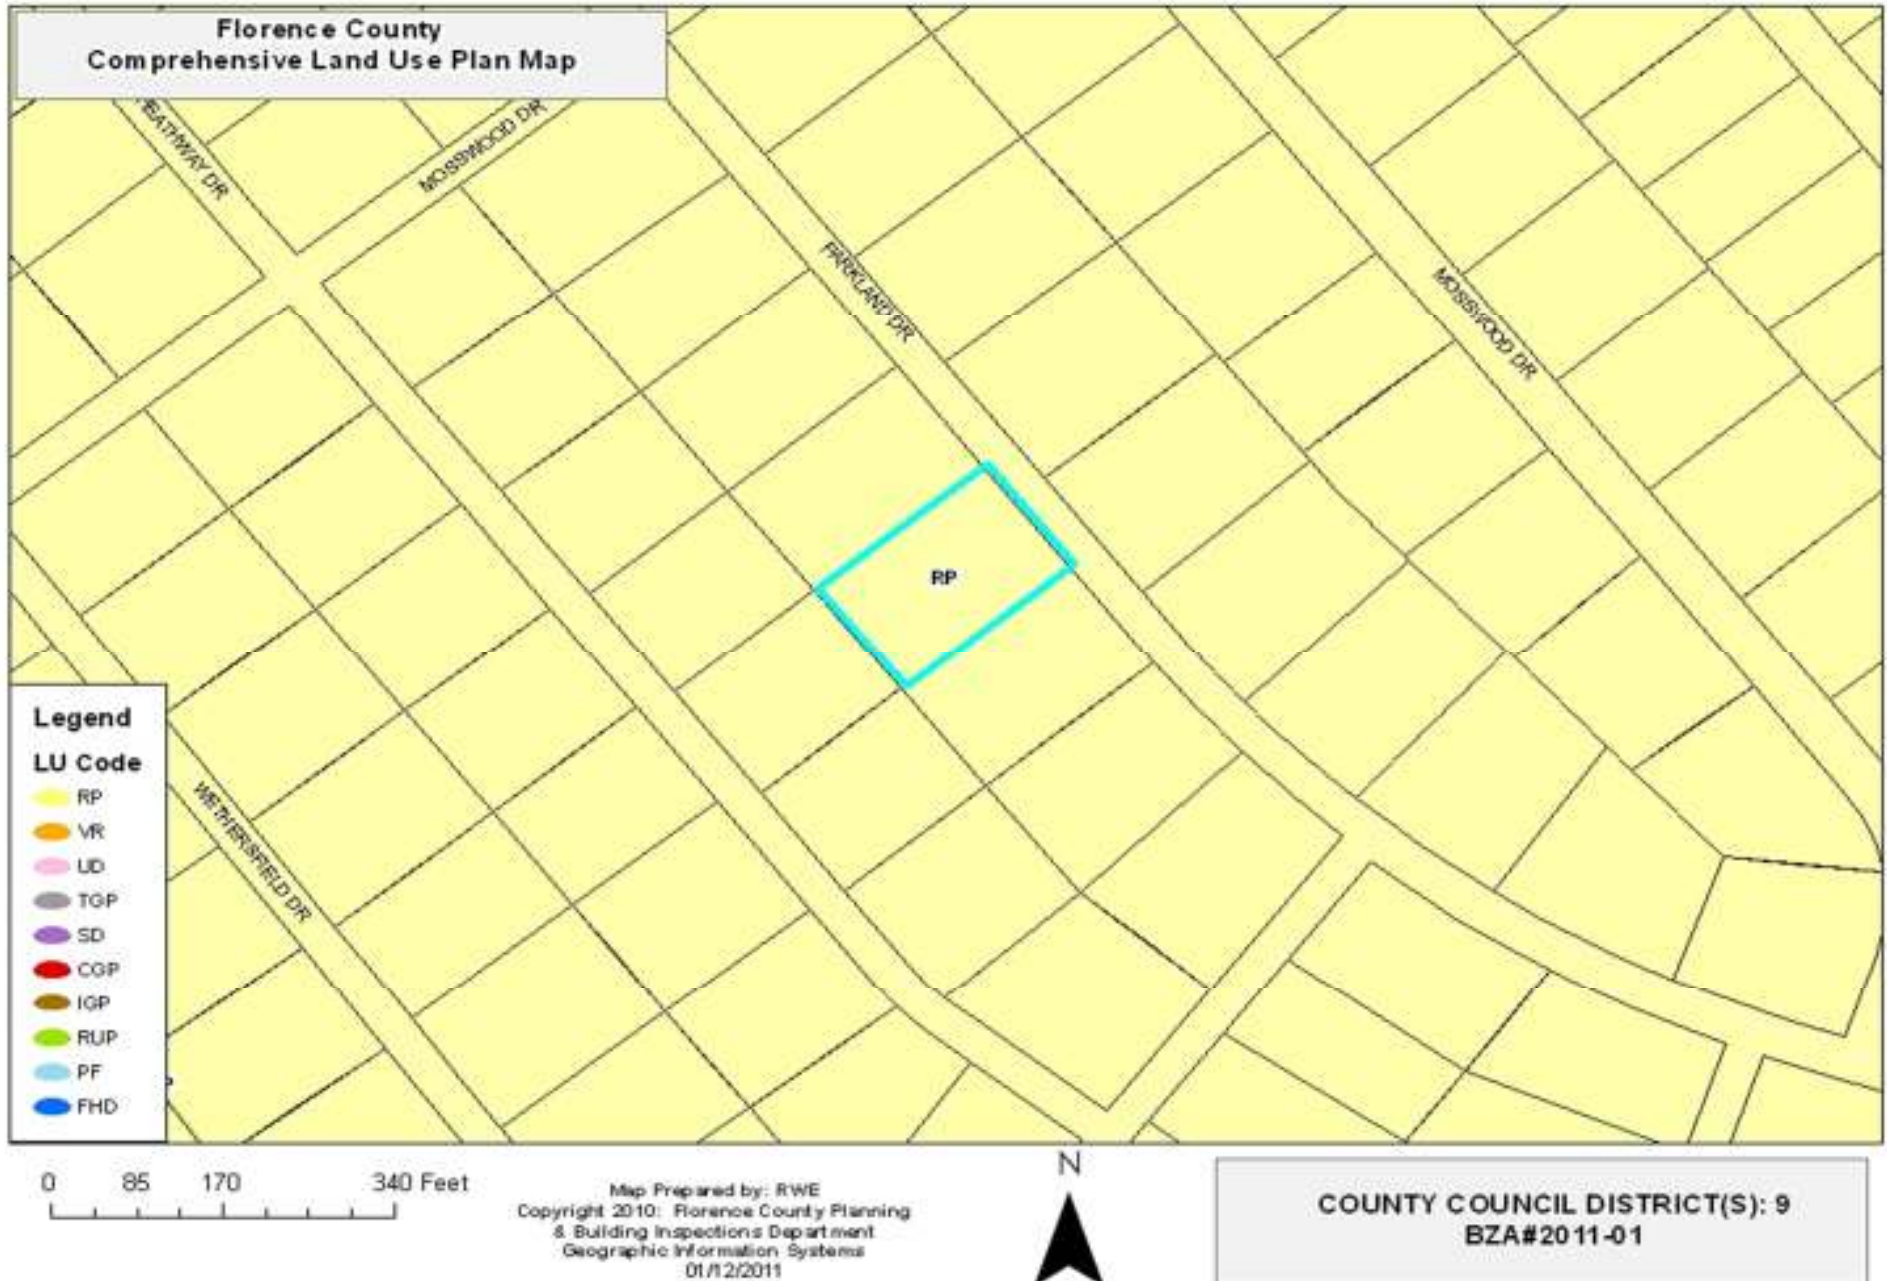 Florence County
Comprehensive Land Use Plan Map
HEATHWAY DR
MOSSWOOD DR
PARKLAND DR
MOSSWOOD DR
RP
WETHERSFIELD DR
Legend
LU Code
RP
VR
UD
TGP
SD
CGP
IGP
RUP
PF
FHD
0 85 170 340 Feet
Map Prepared by: RWE
Copyright 2010: Florence County Planning
& Building Inspections Department
Geographic Information Systems
01/12/2011
N
COUNTY COUNCIL DISTRICT(S): 9
BZA#2011-01